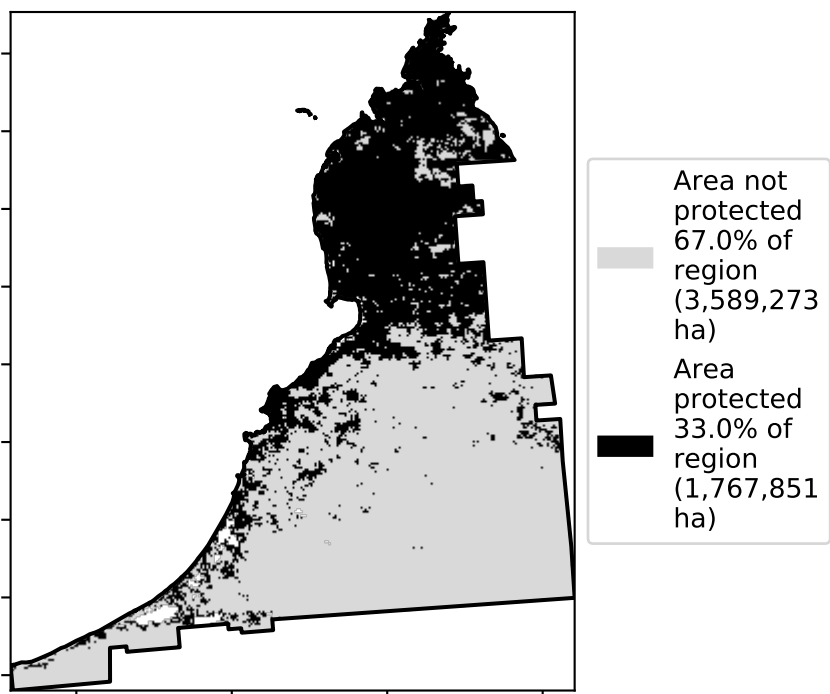 Area not
protected
67.0% of
region
(3,589,273
ha)
Area
protected
33.0% of
region
(1,767,851
ha)